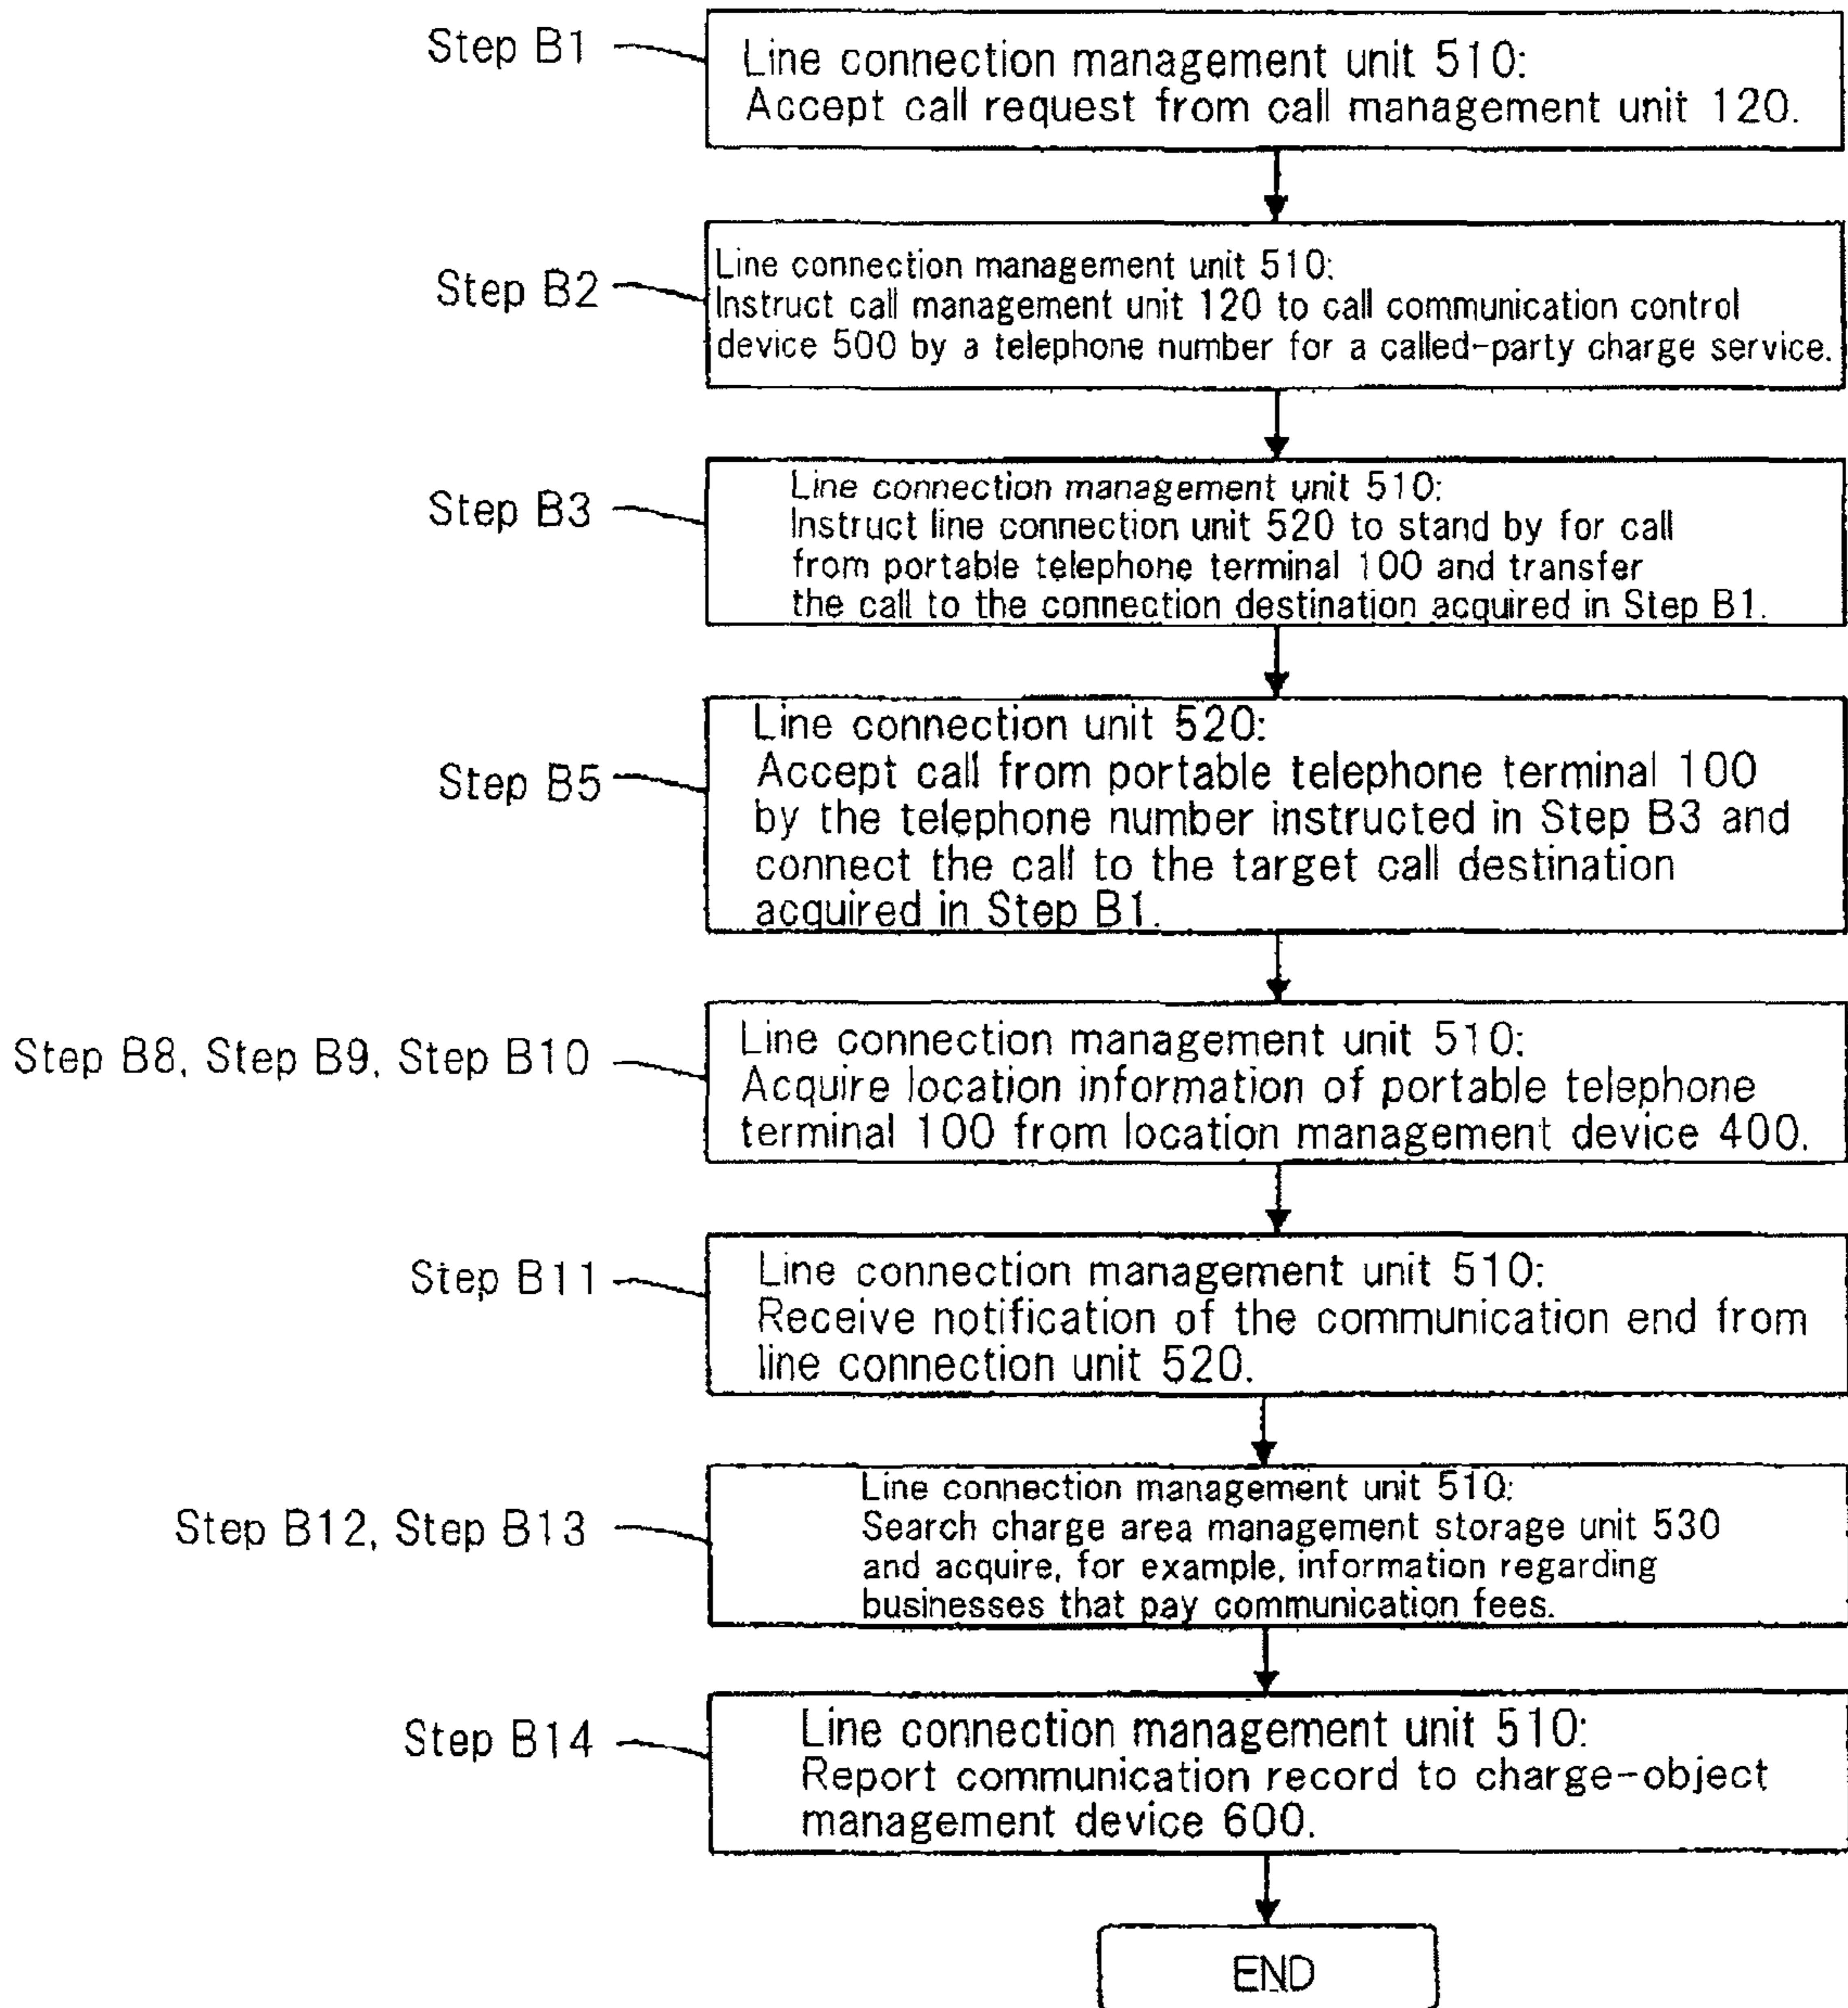 Step B1
Line connection management unit 510:
Accept call request from call management unit 120.
Step B2
Line connection management unit 510:
Instruct call management unit 120 to call communication control
device 500 by a telephone number for a called-party charge service.
Step B3
Line connection management unit 510:
Instruct line connection unit 520 to stand by for call
from portable telephone terminal 100 and transfer
the call to the connection destination acquired in Step B1.
Step B5
Line connection unit 520:
Accept call from portable telephone terminal 100
by the telephone number instructed in Step B3 and
connect the call to the target call destination
acquired in Step B1.
Step B8, Step B9, Step B10
Line connection management unit 510:
Acquire location information of portable telephone
terminal 100 from location management device 400.
Step B11
Line connection management unit 510:
Receive notification of the communication end from
line connection unit 520.
Step B12, Step B13
Line connection management unit 510:
Search charge area management storage unit 530
and acquire, for example, information regarding
businesses that pay communication fees.
Step B14
Line connection management unit 510:
Report communication record to charge-object
management device 600.
END